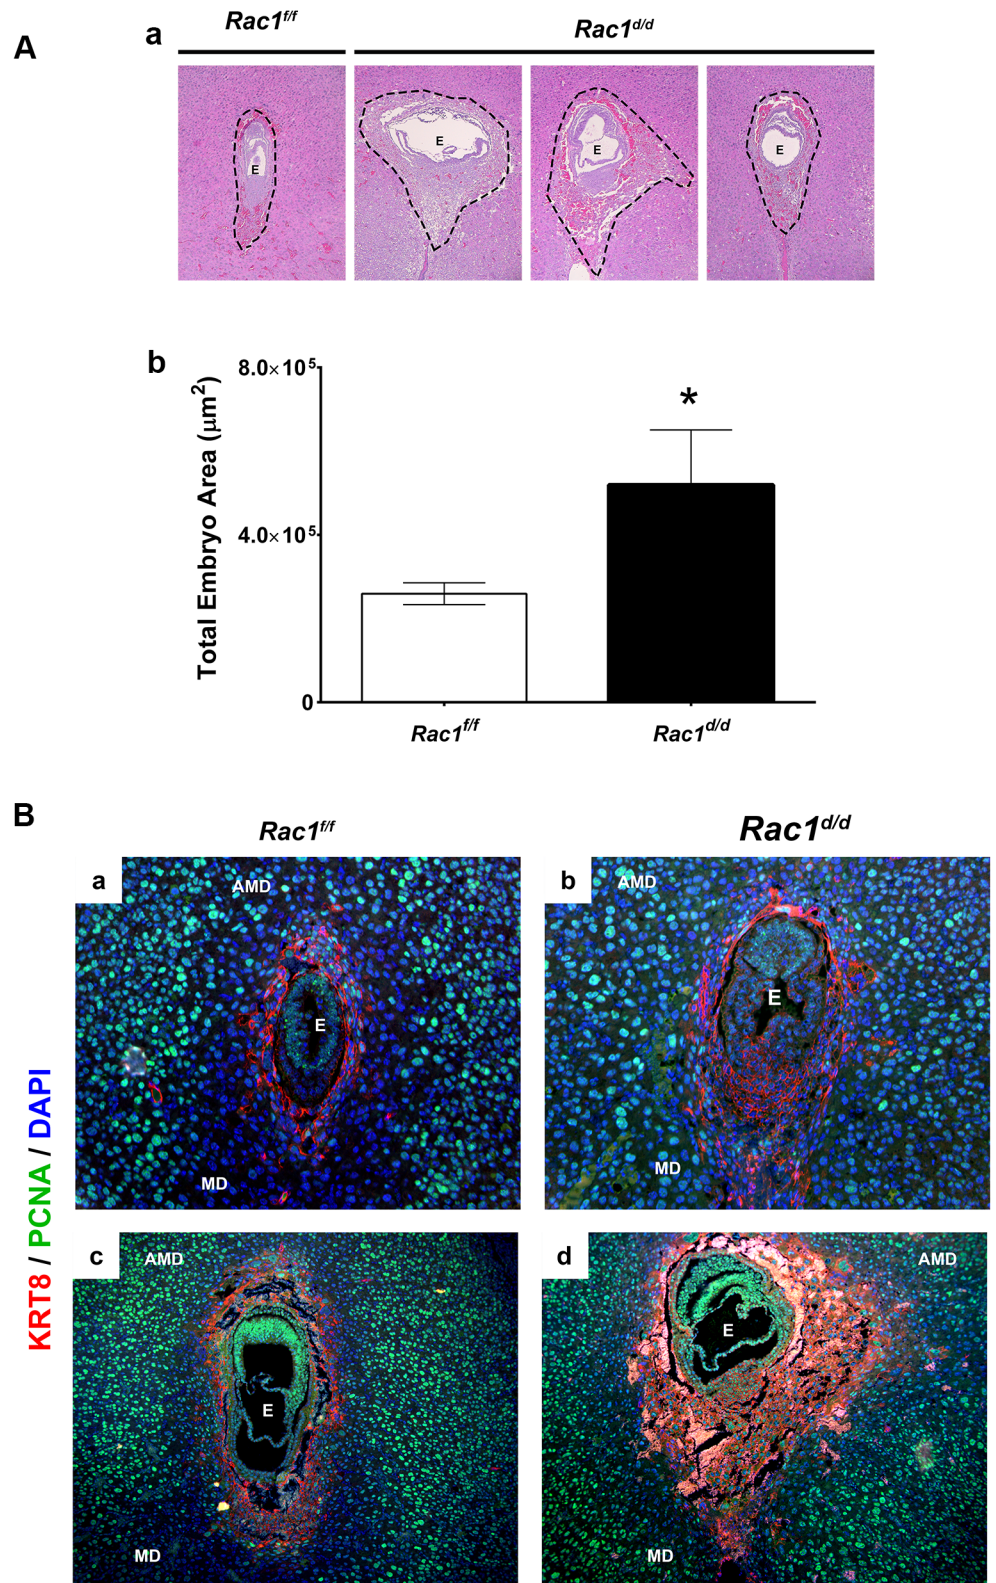 A
a
Rac1f/f
Rac1d/d
E
E
E
E
b
Total Embryo Area (μm2)
8.0×105
4.0×105
0
*
Rac1f/f
Rac1d/d
B
Rac1f/f
Rac1d/d
KRT8 / PCNA / DAPI
a
AMD
E
MD
b
AMD
E
MD
c
AMD
E
MD
d
AMD
E
MD